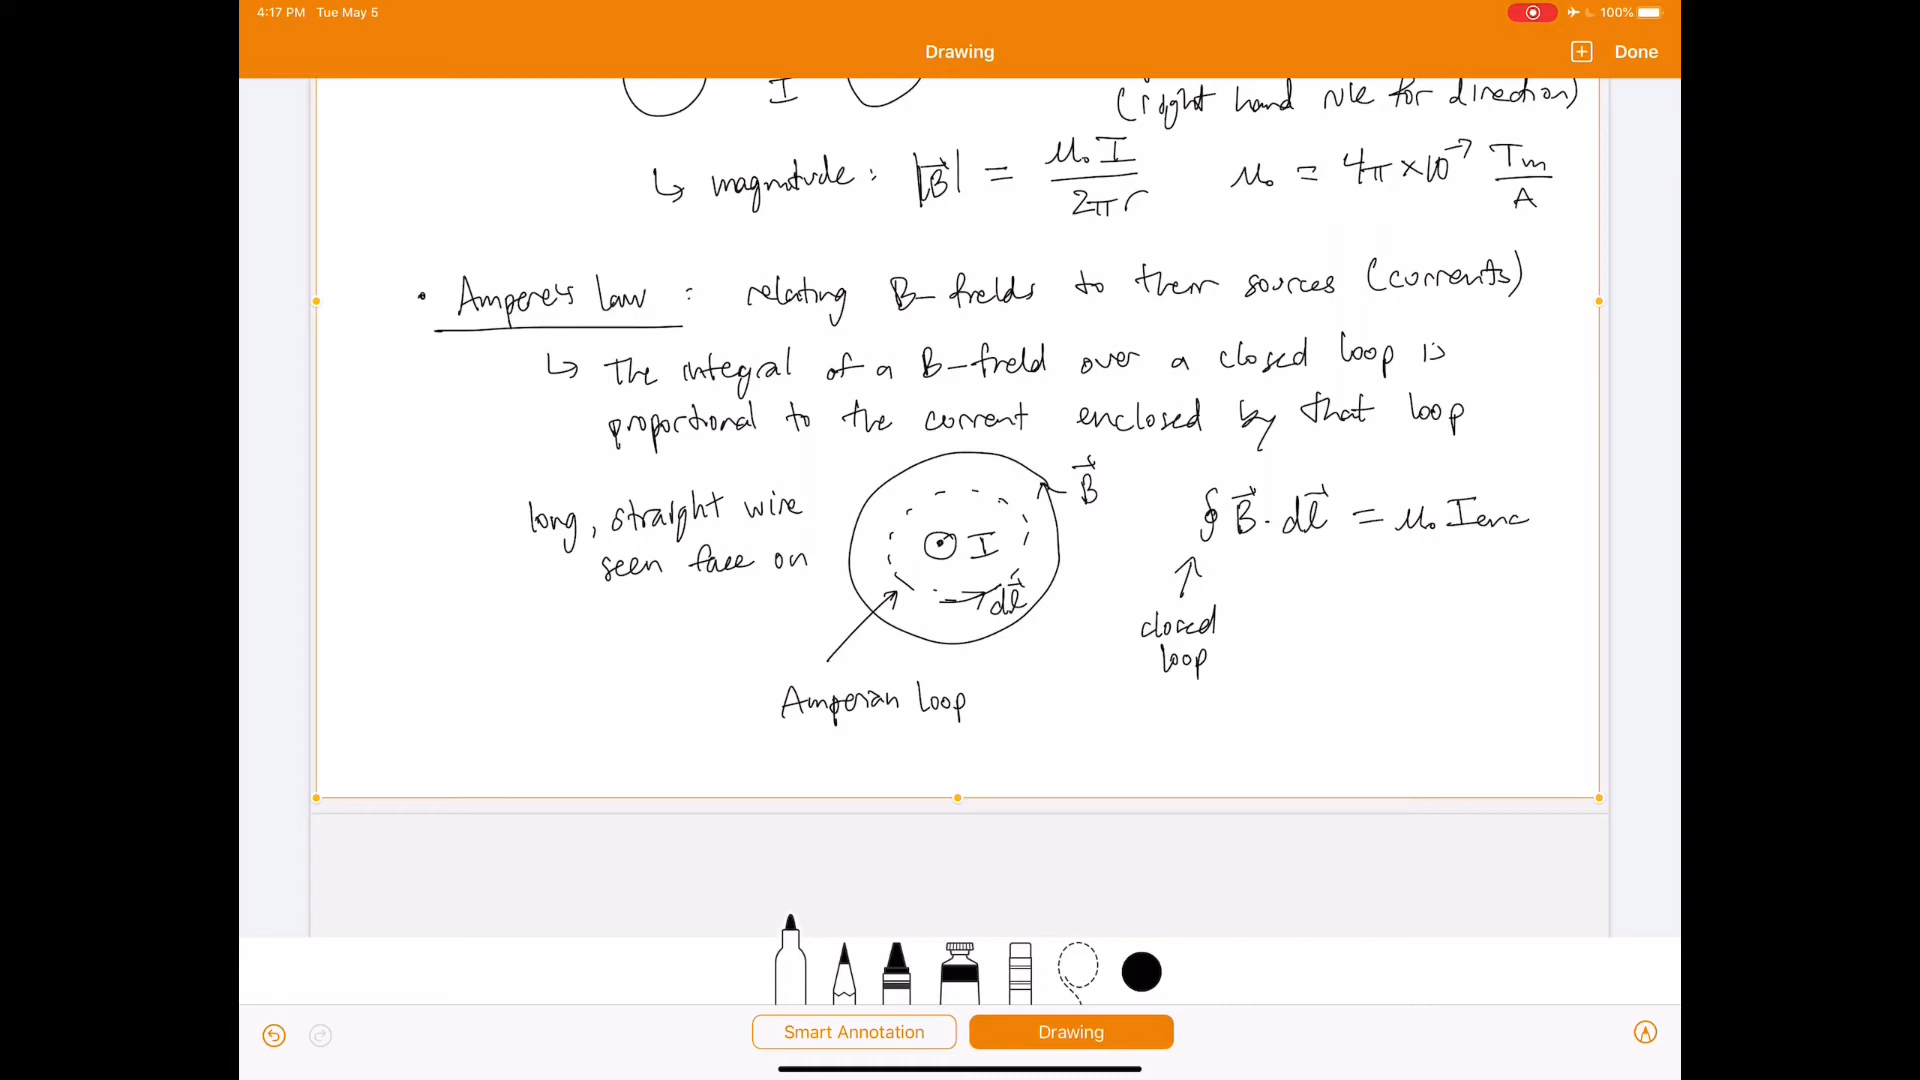 4:17 PM Tue May 5
100%
Drawing
Done
I
(right hand rule for direction)
↳ magnitude: |B⃗| = μ₀I / 2πr μ₀ = 4π×10⁻⁷ Tm / A
• Ampere's law : relating B-fields to their sources (currents)
↳ The integral of a B-field over a closed loop is
proportional to the current enclosed by that loop
long, straight wire
seen face on
B⃗
I
dl⃗
∮ B⃗ · dl⃗ = μ₀ Ienc
↑
closed
loop
Amperian loop
Smart Annotation
Drawing